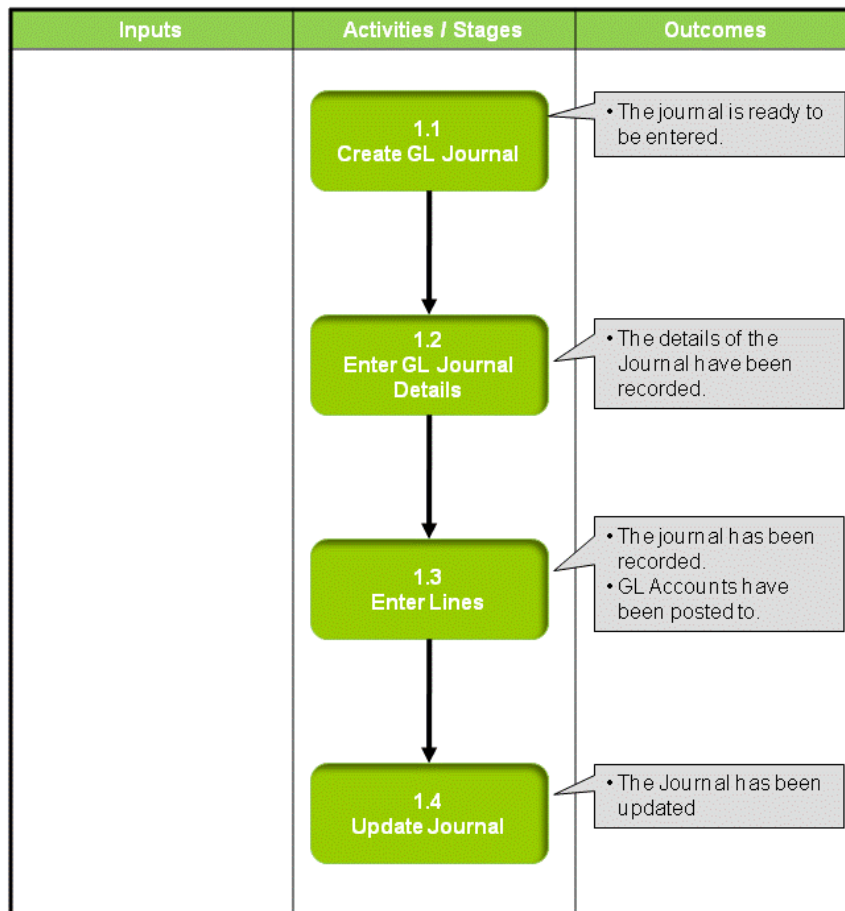 Inputs
Activities / Stages
Outcomes
1.1
Create GL Journal
• The journal is ready to
be entered.
1.2
Enter GL Journal
Details
• The details of the
Journal have been
recorded.
1.3
Enter Lines
• The journal has been
recorded.
• GL Accounts have
been posted to.
1.4
Update Journal
• The Journal has been
updated